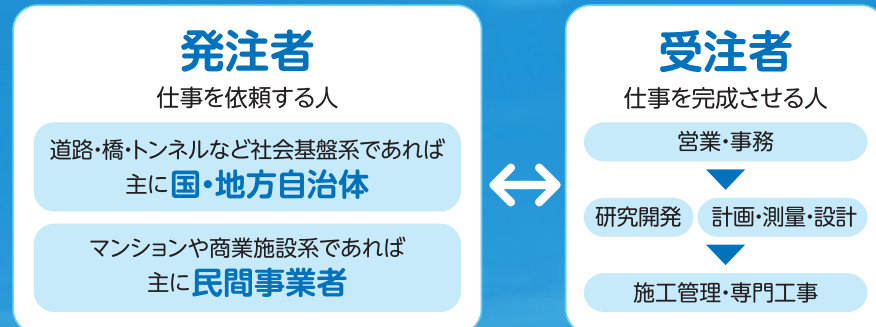 発注者
仕事を依頼する人
道路・橋・トンネルなど社会基盤系であれば
主に国・地方自治体
マンションや商業施設系であれば
主に民間事業者
受注者
仕事を完成させる人
営業・事務
研究開発
計画・測量・設計
施工管理・専門工事